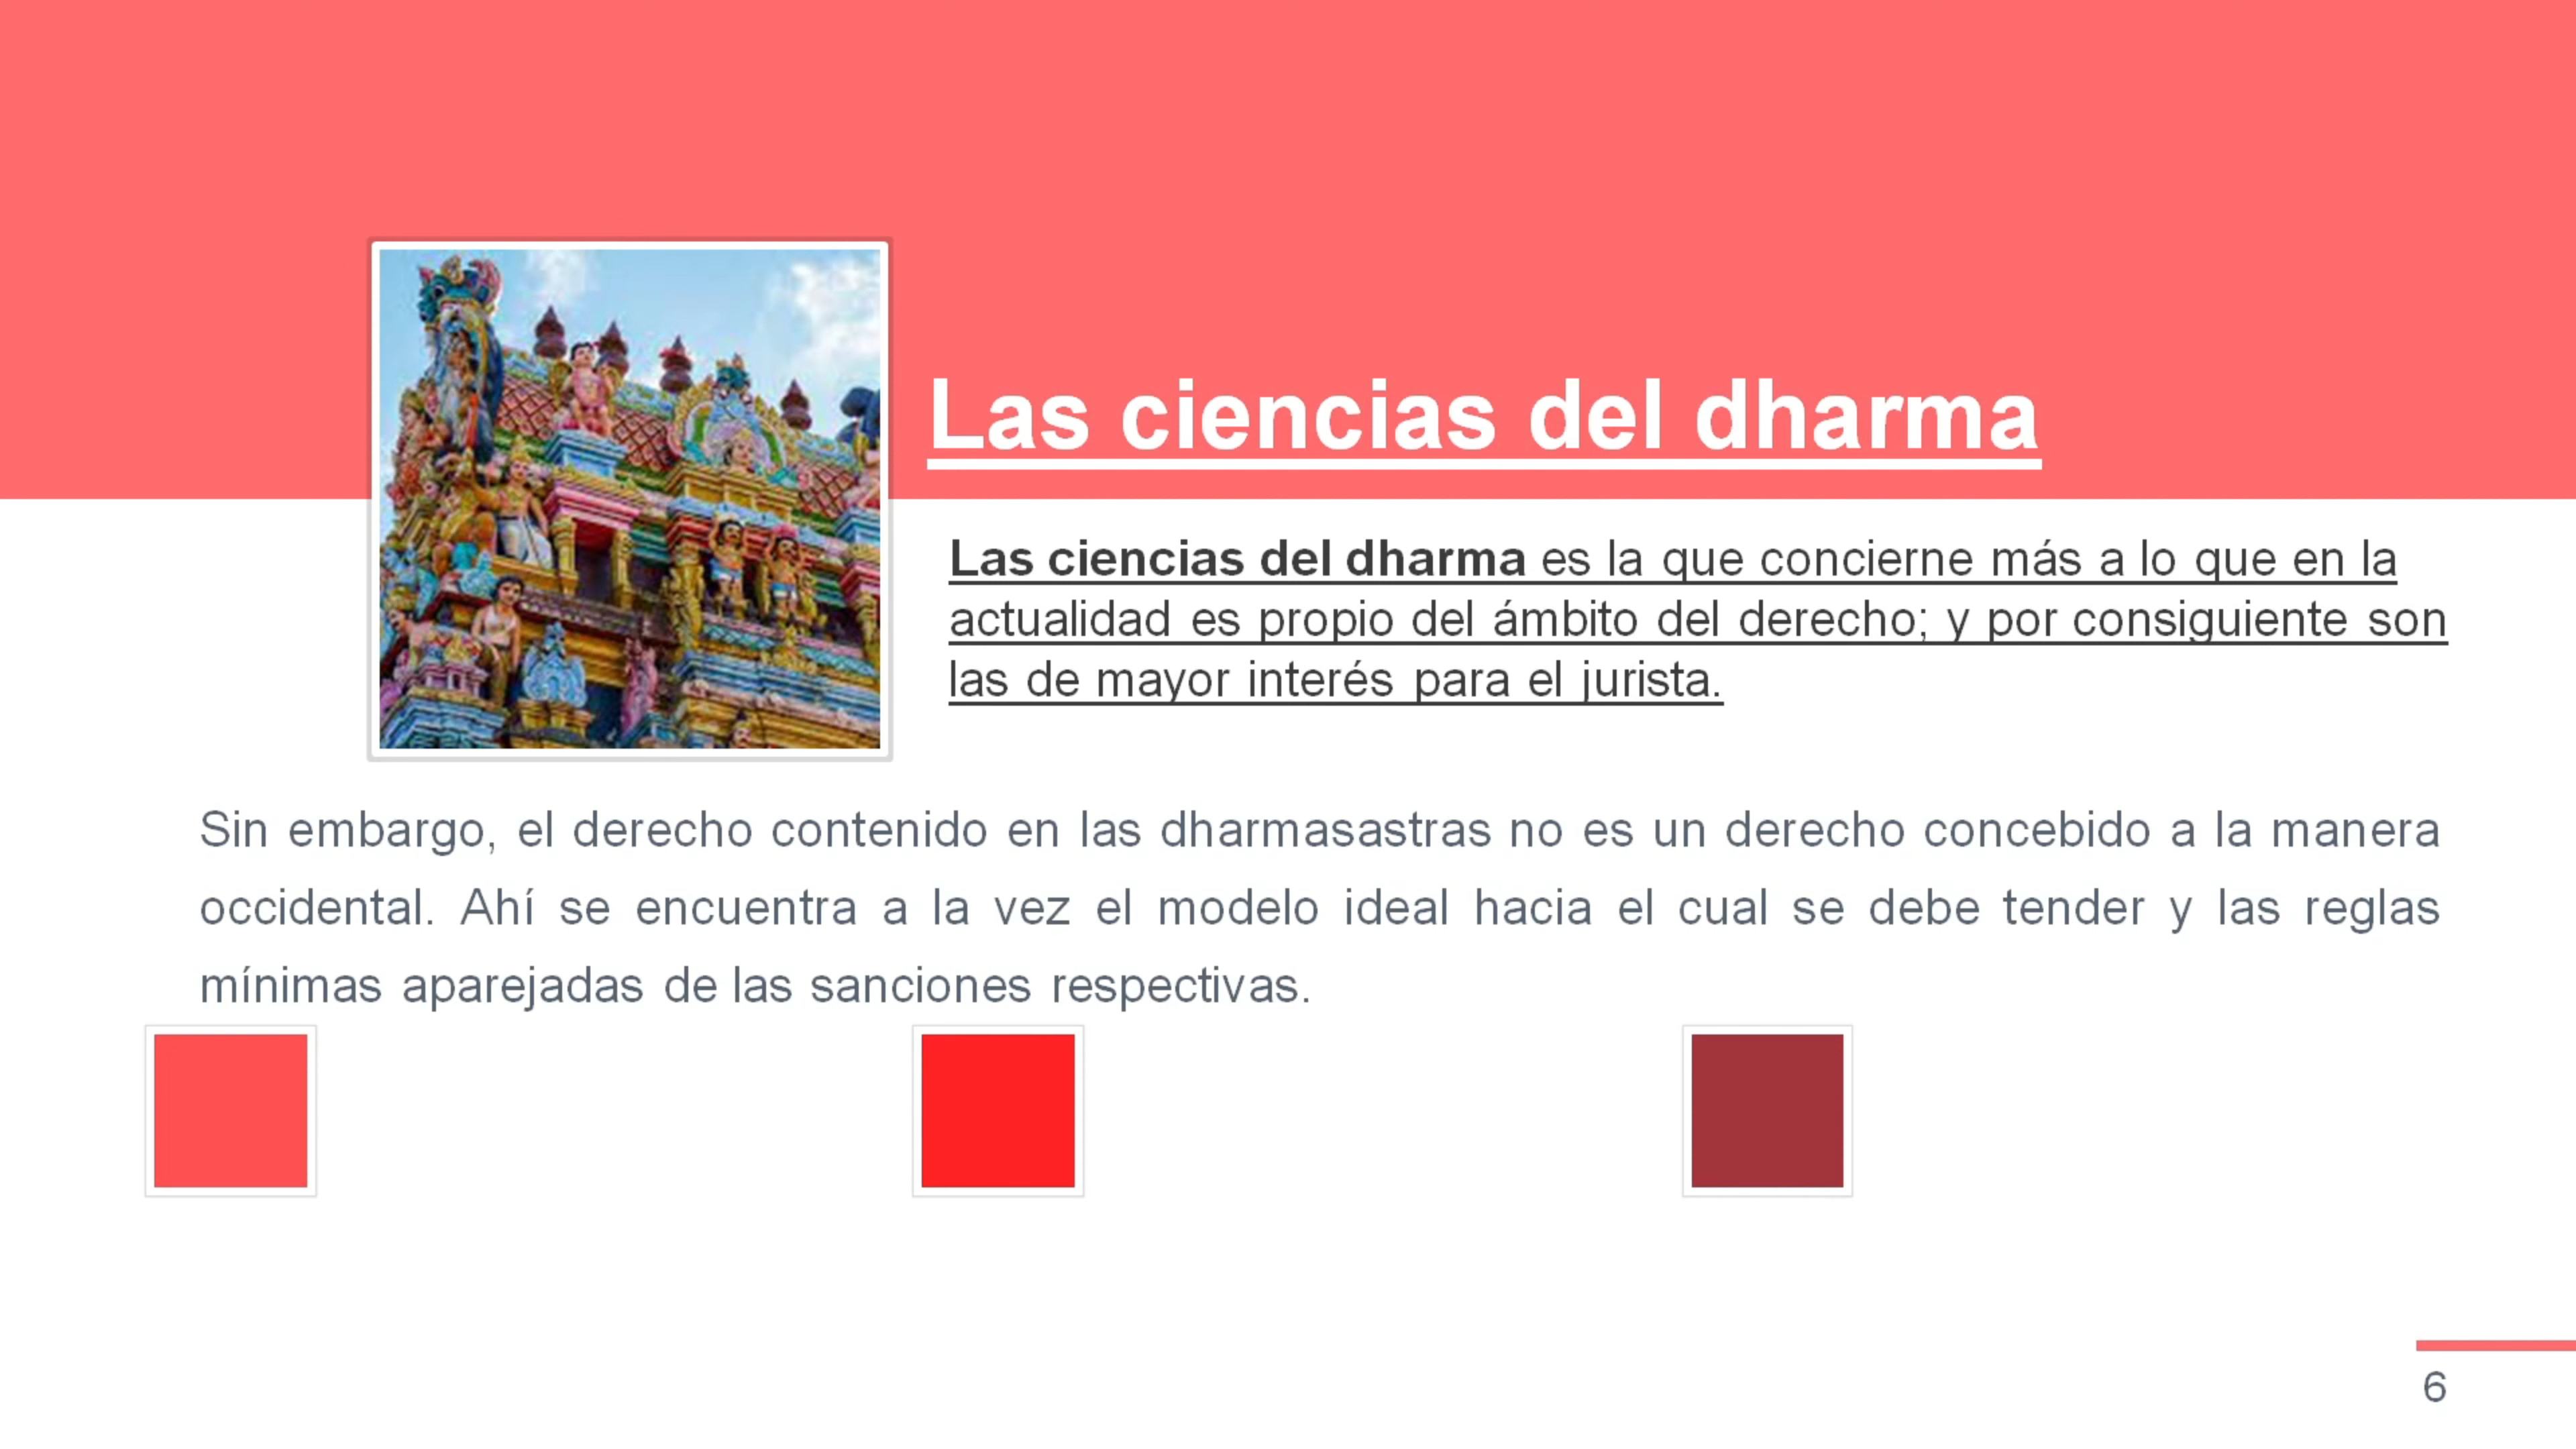 Las ciencias del dharma
Las ciencias del dharma es la que concierne más a lo que en la
actualidad es propio del ámbito del derecho; y por consiguiente son
las de mayor interés para el jurista.
Sin embargo, el derecho contenido en las dharmasastras no es un derecho concebido a la manera
occidental. Ahí se encuentra a la vez el modelo ideal hacia el cual se debe tender y las reglas
mínimas aparejadas de las sanciones respectivas.
6